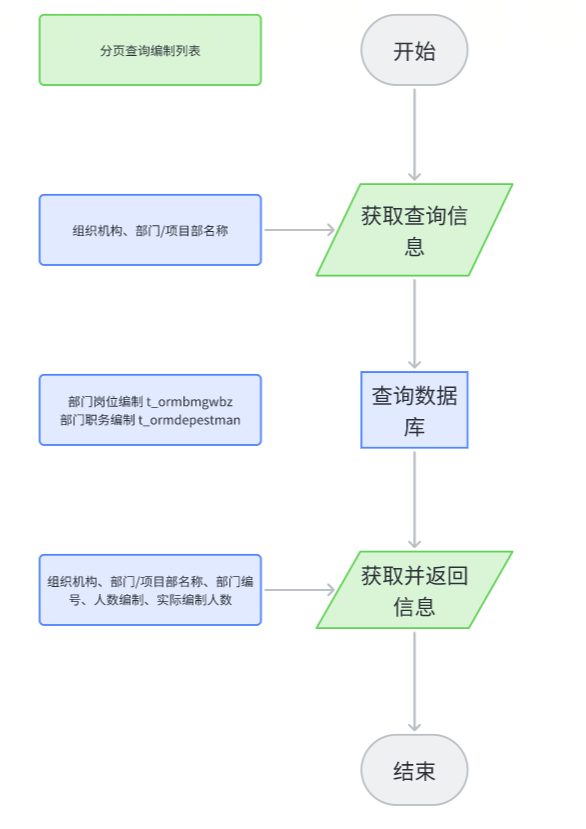 分页查询编制列表
开始
组织机构、部门/项目部名称
获取查询信
息
部门岗位编制 t_ormbmgwbz
部门职务编制 t_ormdepestman
查询数据
库
组织机构、部门/项目部名称、部门编
号、人数编制、实际编制人数
获取并返回
信息
结束